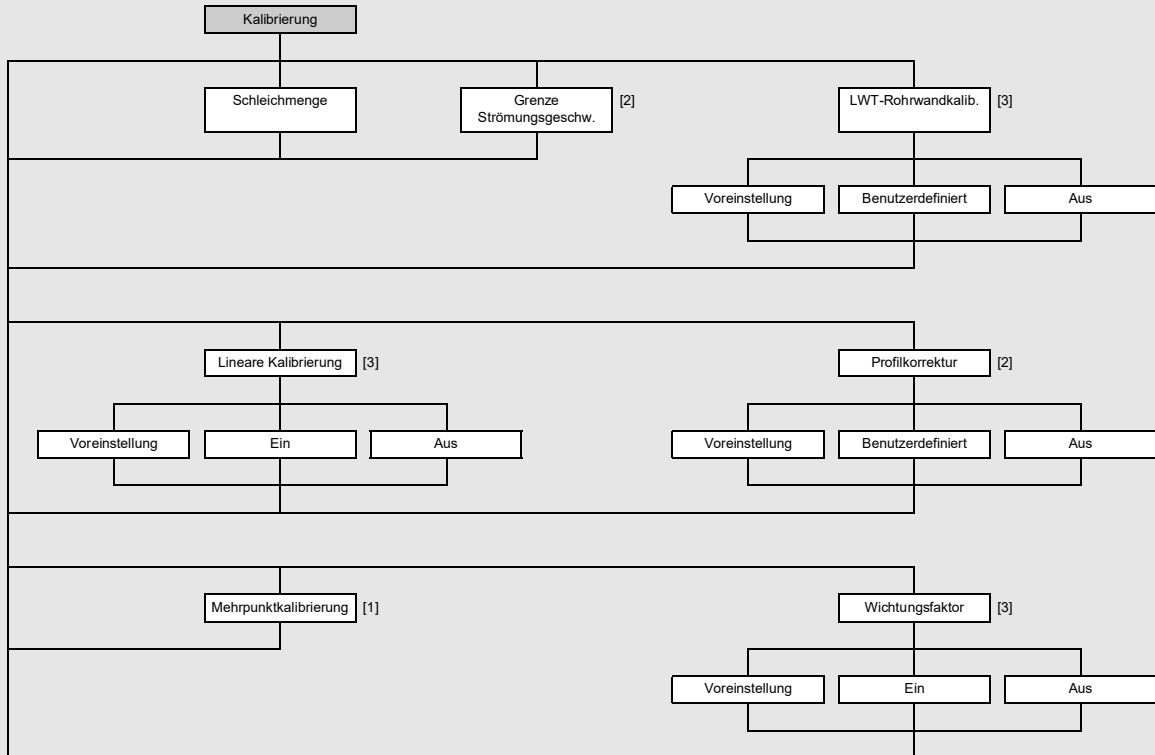 Kalibrierung
Schleichmenge
Grenze
Strömungsgeschw.
[2]
LWT-Rohrwandkalib.
[3]
Voreinstellung
Benutzerdefiniert
Aus
Lineare Kalibrierung
[3]
Profilkorrektur
[2]
Voreinstellung
Ein
Aus
Voreinstellung
Benutzerdefiniert
Aus
Mehrpunktkalibrierung
[1]
Wichtungsfaktor
[3]
Voreinstellung
Ein
Aus